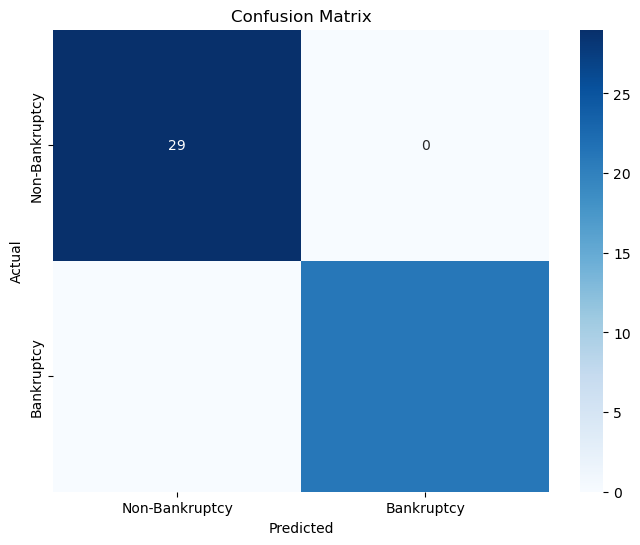 Confusion Matrix
Non-Bankruptcy
29
0
Bankruptcy
Actual
Non-Bankruptcy
Bankruptcy
Predicted
25
20
15
10
5
0